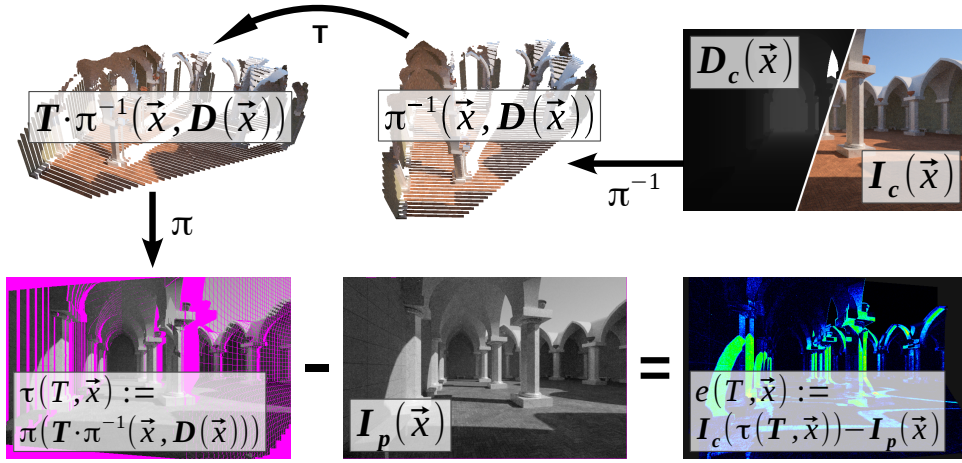 T
T·π⁻¹(x⃗, D(x⃗))
π⁻¹(x⃗, D(x⃗))
D_c(x⃗)
I_c(x⃗)
π⁻¹
π
τ(T, x⃗) :=
π(T·π⁻¹(x⃗, D(x⃗)))
−
I_p(x⃗)
=
e(T, x⃗) :=
I_c(τ(T, x⃗))−I_p(x⃗)